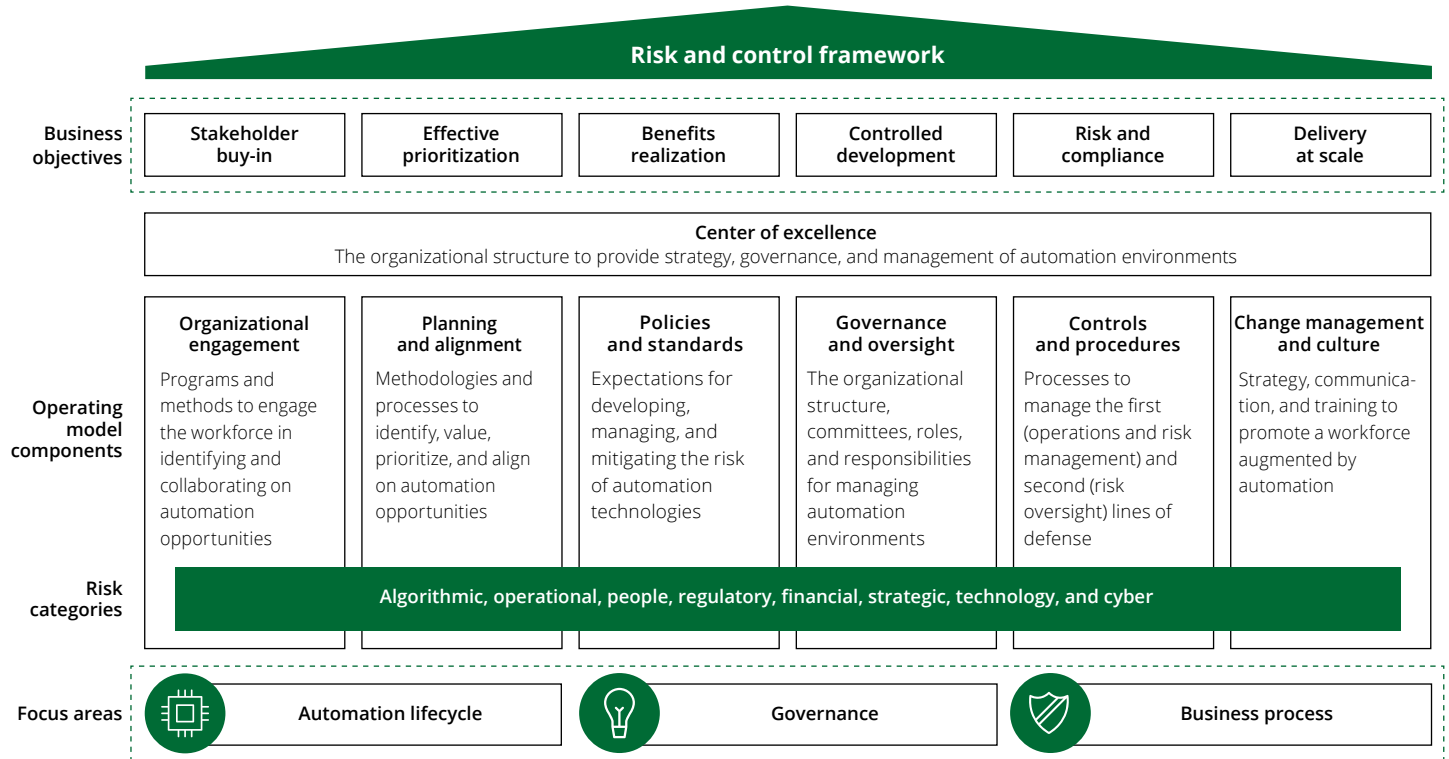 Risk and control framework
Business
objectives
Stakeholder
buy-in
Effective
prioritization
Benefits
realization
Controlled
development
Risk and
compliance
Delivery
at scale
Center of excellence
The organizational structure to provide strategy, governance, and management of automation environments
Operating
model
components
Organizational
engagement
Programs and
methods to engage
the workforce in
identifying and
collaborating on
automation
opportunities
Planning
and alignment
Methodologies and
processes to
identify, value,
prioritize, and align
on automation
opportunities
Policies
and standards
Expectations for
developing,
managing, and
mitigating the risk
of automation
technologies
Governance
and oversight
The organizational
structure,
committees, roles,
and responsibilities
for managing
automation
environments
Controls
and procedures
Processes to
manage the first
(operations and risk
management) and
second (risk
oversight) lines of
defense
Change management
and culture
Strategy, communica-
tion, and training to
promote a workforce
augmented by
automation
Risk
categories
Algorithmic, operational, people, regulatory, financial, strategic, technology, and cyber
Focus areas
Automation lifecycle
Governance
Business process